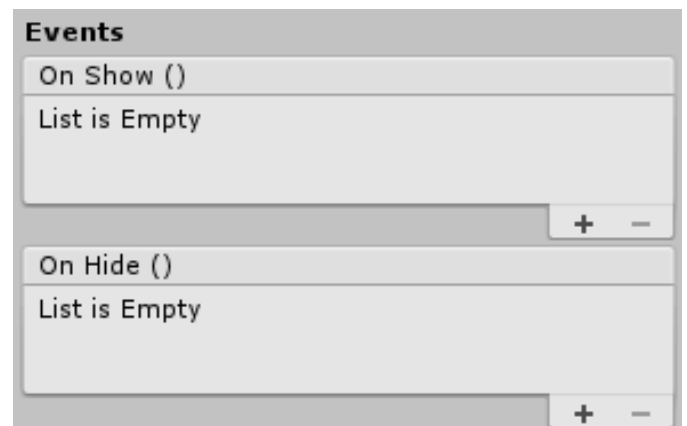 Events
On Show ()
List is Empty
+ −
On Hide ()
List is Empty
+ −